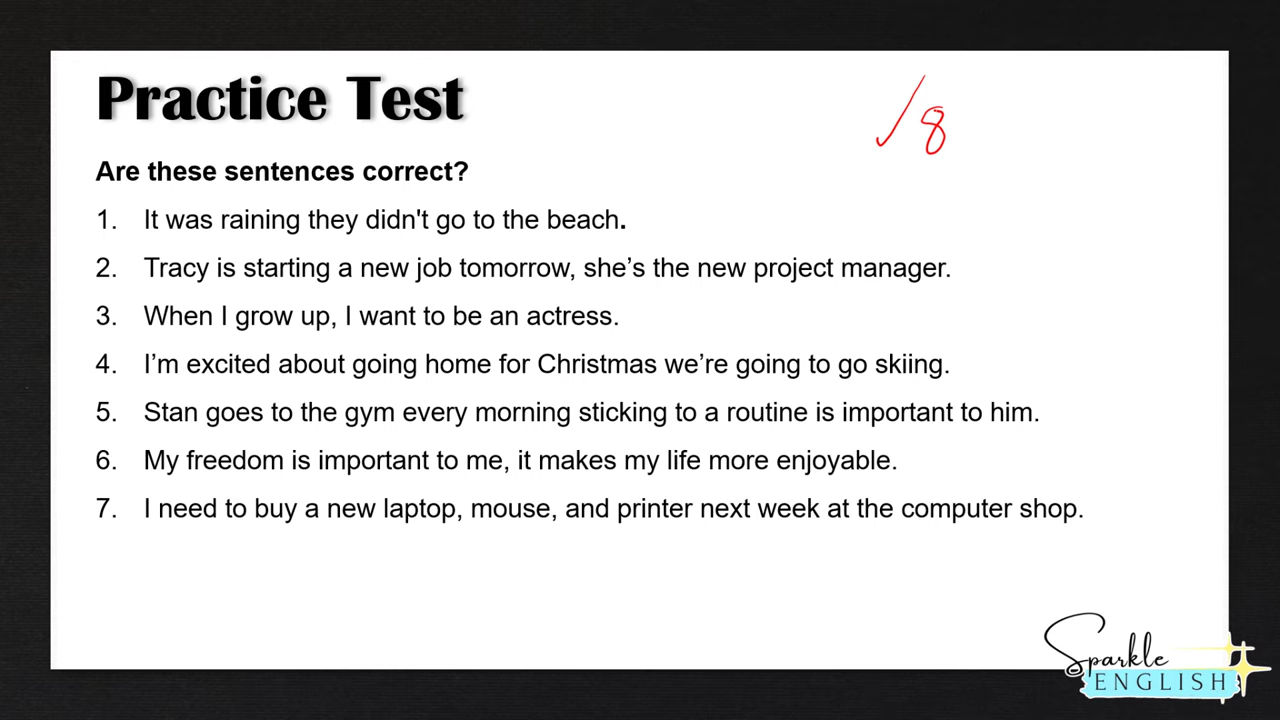 Practice Test
/8
Are these sentences correct?
1. It was raining they didn't go to the beach.
2. Tracy is starting a new job tomorrow, she’s the new project manager.
3. When I grow up, I want to be an actress.
4. I’m excited about going home for Christmas we’re going to go skiing.
5. Stan goes to the gym every morning sticking to a routine is important to him.
6. My freedom is important to me, it makes my life more enjoyable.
7. I need to buy a new laptop, mouse, and printer next week at the computer shop.
Sparkle
ENGLISH